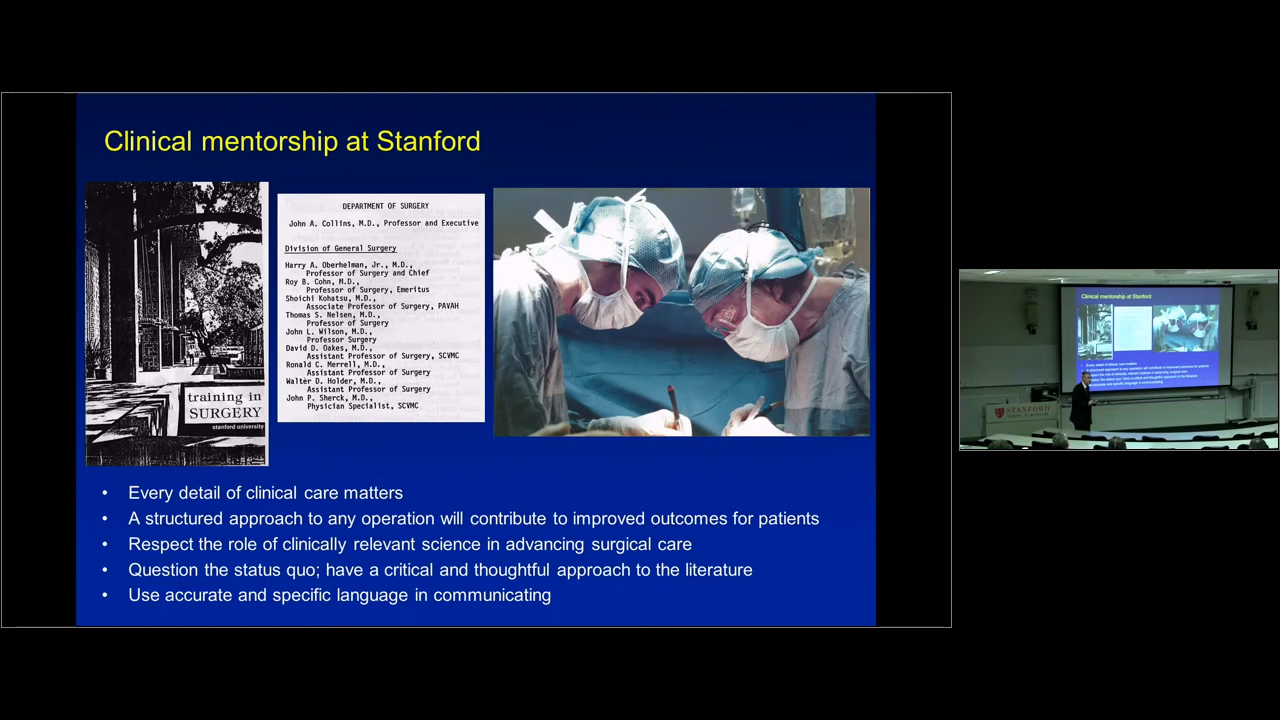 Clinical mentorship at Stanford
training in
SURGERY
stanford university
DEPARTMENT OF SURGERY
John A. Collins, M.D., Professor and Executive
Division of General Surgery
Harry A. Oberhelman, Jr., M.D.,
Professor of Surgery and Chief
Roy B. Cohn, M.D.,
Professor of Surgery, Emeritus
Shoichi Kohatsu, M.D.,
Associate Professor of Surgery, PAVAH
Thomas S. Nelsen, M.D.,
Professor of Surgery
John L. Wilson, M.D.,
Professor Surgery
David D. Oakes, M.D.,
Assistant Professor of Surgery, SCVMC
Ronald C. Merrell, M.D.,
Assistant Professor of Surgery
Walter D. Holder, M.D.,
Assistant Professor of Surgery
John P. Sherck, M.D.,
Physician Specialist, SCVMC
• Every detail of clinical care matters
• A structured approach to any operation will contribute to improved outcomes for patients
• Respect the role of clinically relevant science in advancing surgical care
• Question the status quo; have a critical and thoughtful approach to the literature
• Use accurate and specific language in communicating
Clinical mentorship at Stanford
STANFORD